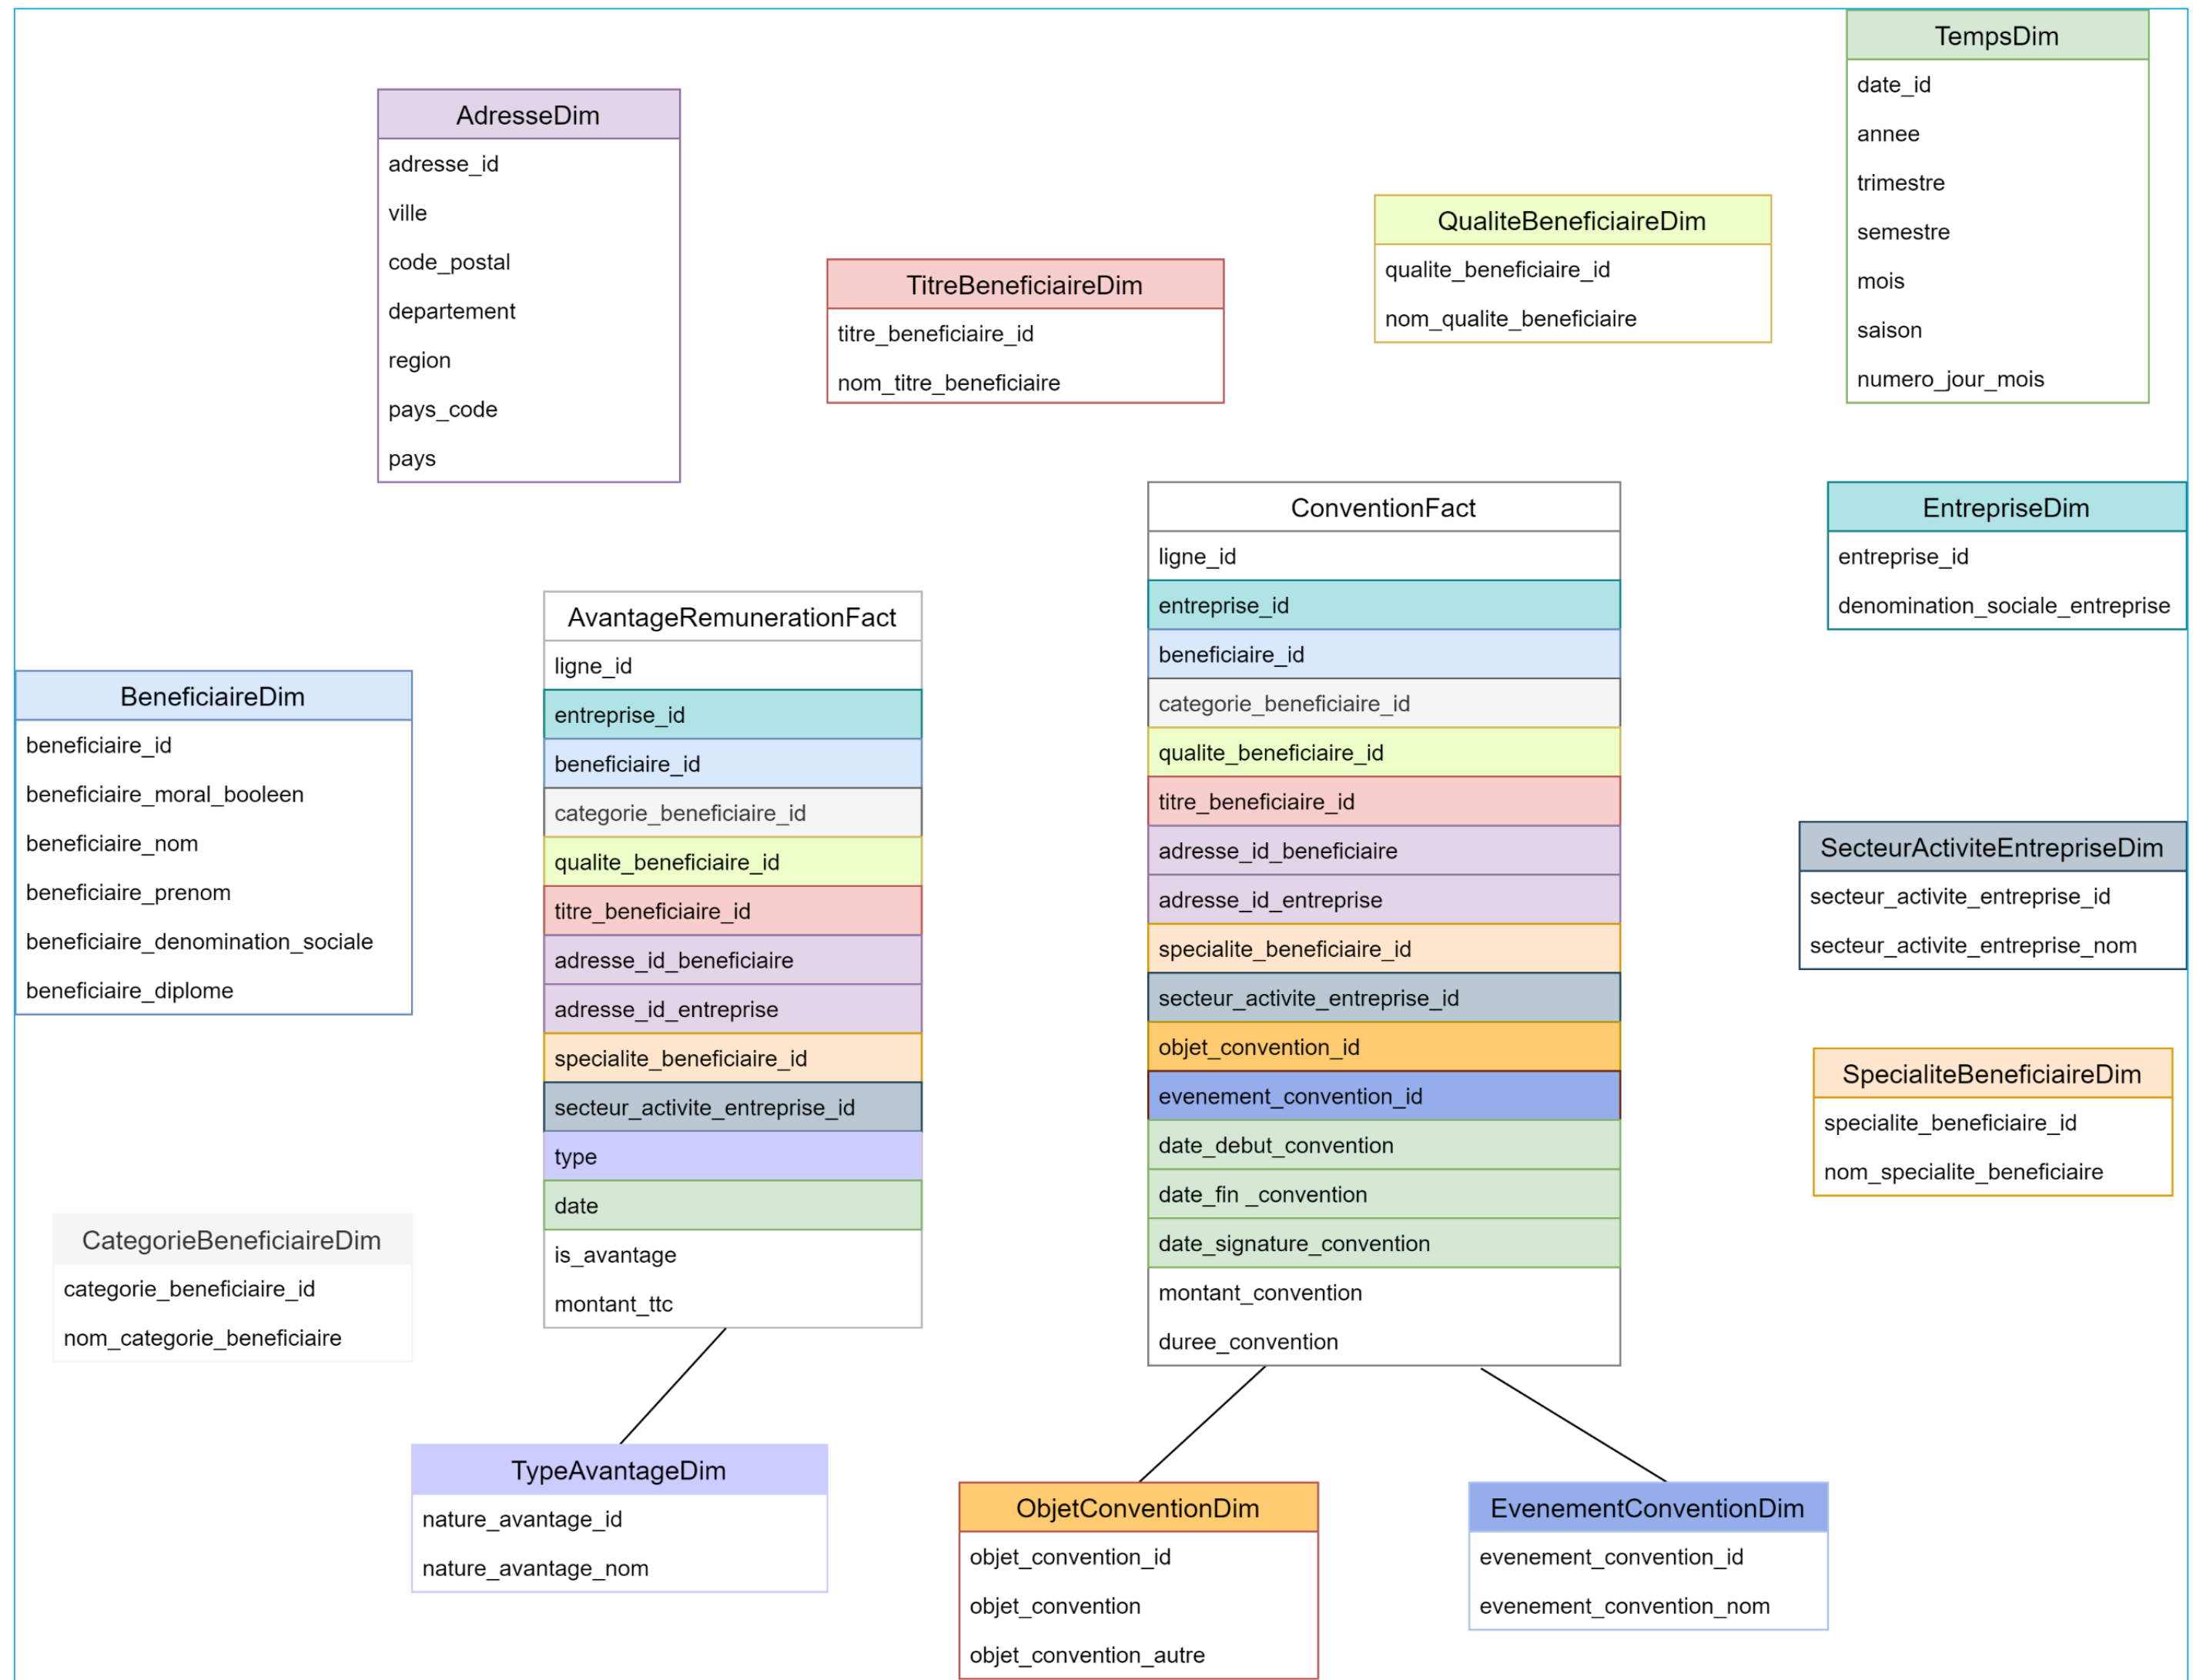 TempsDim
date_id
annee
trimestre
semestre
mois
saison
numero_jour_mois
AdresseDim
adresse_id
ville
code_postal
departement
region
pays_code
pays
QualiteBeneficiaireDim
qualite_beneficiaire_id
nom_qualite_beneficiaire
TitreBeneficiaireDim
titre_beneficiaire_id
nom_titre_beneficiaire
ConventionFact
ligne_id
entreprise_id
beneficiaire_id
categorie_beneficiaire_id
qualite_beneficiaire_id
titre_beneficiaire_id
adresse_id_beneficiaire
adresse_id_entreprise
specialite_beneficiaire_id
secteur_activite_entreprise_id
objet_convention_id
evenement_convention_id
date_debut_convention
date_fin _convention
date_signature_convention
montant_convention
duree_convention
EntrepriseDim
entreprise_id
denomination_sociale_entreprise
AvantageRemunerationFact
ligne_id
entreprise_id
beneficiaire_id
categorie_beneficiaire_id
qualite_beneficiaire_id
titre_beneficiaire_id
adresse_id_beneficiaire
adresse_id_entreprise
specialite_beneficiaire_id
secteur_activite_entreprise_id
type
date
is_avantage
montant_ttc
BeneficiaireDim
beneficiaire_id
beneficiaire_moral_booleen
beneficiaire_nom
beneficiaire_prenom
beneficiaire_denomination_sociale
beneficiaire_diplome
SecteurActiviteEntrepriseDim
secteur_activite_entreprise_id
secteur_activite_entreprise_nom
SpecialiteBeneficiaireDim
specialite_beneficiaire_id
nom_specialite_beneficiaire
CategorieBeneficiaireDim
categorie_beneficiaire_id
nom_categorie_beneficiaire
TypeAvantageDim
nature_avantage_id
nature_avantage_nom
ObjetConventionDim
objet_convention_id
objet_convention
objet_convention_autre
EvenementConventionDim
evenement_convention_id
evenement_convention_nom